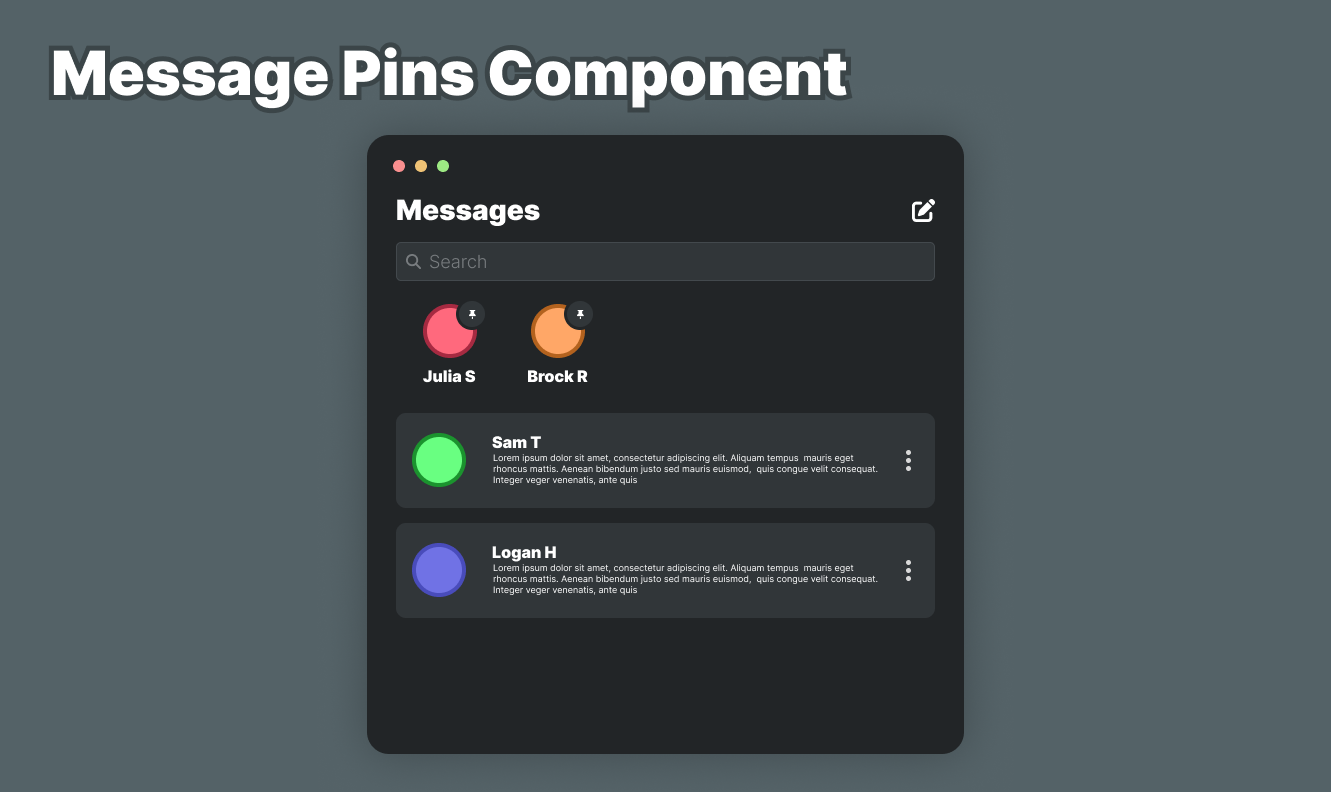 Message Pins Component
Messages
Search
Julia S
Brock R
Sam T
Lorem ipsum dolor sit amet, consectetur adipiscing elit. Aliquam tempus  mauris eget
rhoncus mattis. Aenean bibendum justo sed mauris euismod,  quis congue velit consequat.
Integer veger venenatis, ante quis
Logan H
Lorem ipsum dolor sit amet, consectetur adipiscing elit. Aliquam tempus  mauris eget
rhoncus mattis. Aenean bibendum justo sed mauris euismod,  quis congue velit consequat.
Integer veger venenatis, ante quis